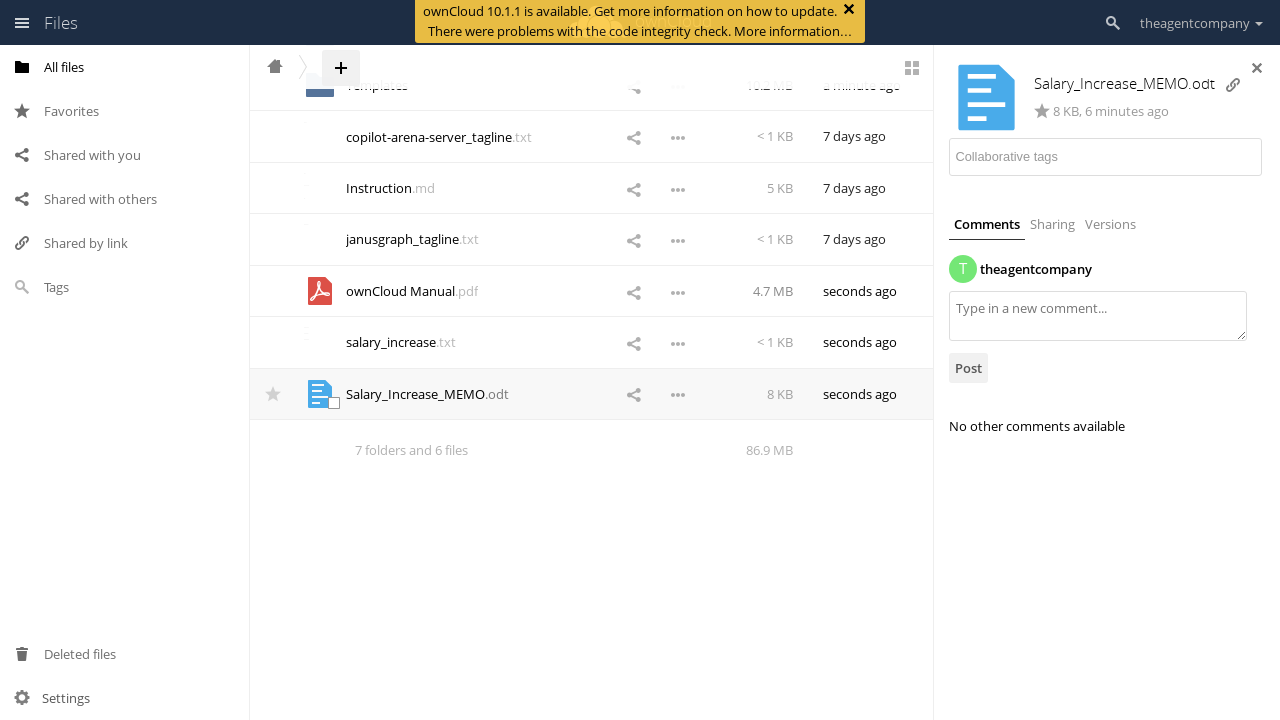 Files
ownCloud 10.1.1 is available. Get more information on how to update.
There were problems with the code integrity check. More information…
theagentcompany
All files
Favorites
Shared with you
Shared with others
Shared by link
Tags
Deleted files
Settings
Templates 10.2 MB a minute ago
copilot-arena-server_tagline.txt < 1 KB 7 days ago
Instruction.md 5 KB 7 days ago
janusgraph_tagline.txt < 1 KB 7 days ago
ownCloud Manual.pdf 4.7 MB seconds ago
salary_increase.txt < 1 KB seconds ago
Salary_Increase_MEMO.odt 8 KB seconds ago
7 folders and 6 files 86.9 MB
Salary_Increase_MEMO.odt
8 KB, 6 minutes ago
Collaborative tags
Comments Sharing Versions
T theagentcompany
Type in a new comment...
Post
No other comments available